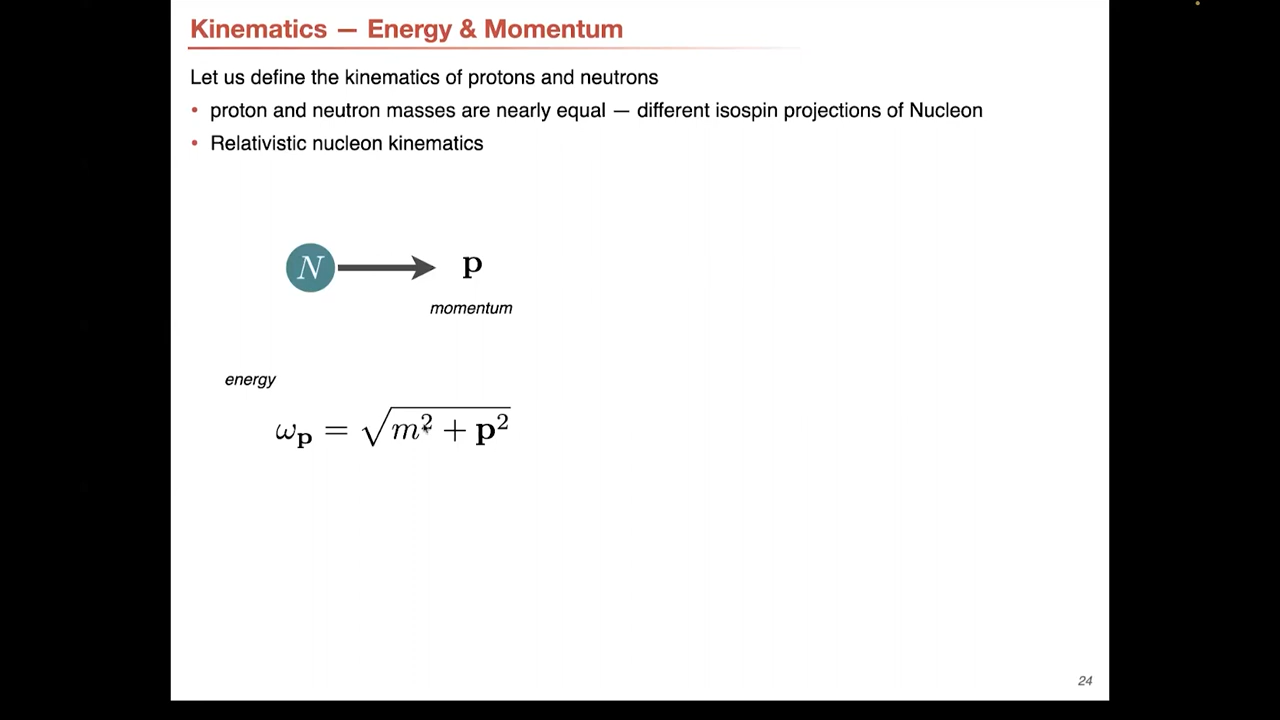 Kinematics — Energy & Momentum
Let us define the kinematics of protons and neutrons
• proton and neutron masses are nearly equal — different isospin projections of Nucleon
• Relativistic nucleon kinematics
N
p
momentum
energy
ωₚ = √(m² + p²)
24